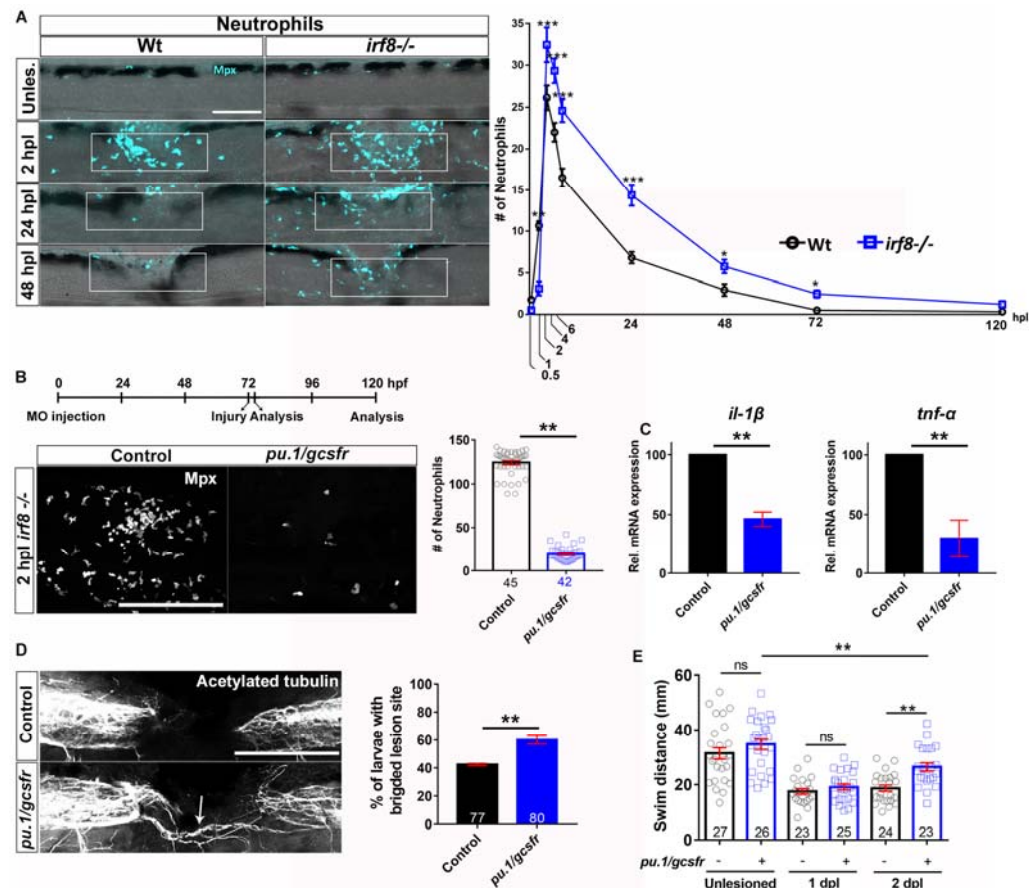 A
Neutrophils
Wt
irf8-/-
Mpx
Unles.
2 hpl
24 hpl
48 hpl
# of Neutrophils
35
30
25
20
15
10
5
0
***
***
***
**
***
*
*
Wt
irf8-/-
24
48
72
120
hpl
6
4
2
1
0.5
B
0
24
48
72
96
120 hpf
MO injection
Injury
Analysis
Analysis
Control
pu.1/gcsfr
2 hpl irf8 -/-
Mpx
# of Neutrophils
150
100
50
0
**
45
42
Control
pu.1/gcsfr
C
il-1β
tnf-α
Rel. mRNA expression
100
50
0
**
Control
pu.1/gcsfr
Rel. mRNA expression
100
50
0
**
Control
pu.1/gcsfr
D
Control
pu.1/gcsfr
Acetylated tubulin
% of larvae with
brigded lesion site
100
80
60
40
20
0
**
77
80
Control
pu.1/gcsfr
E
Swim distance (mm)
60
40
20
0
**
ns
ns
**
27
26
23
25
24
23
pu.1/gcsfr
-
+
-
+
-
+
Unlesioned
1 dpl
2 dpl